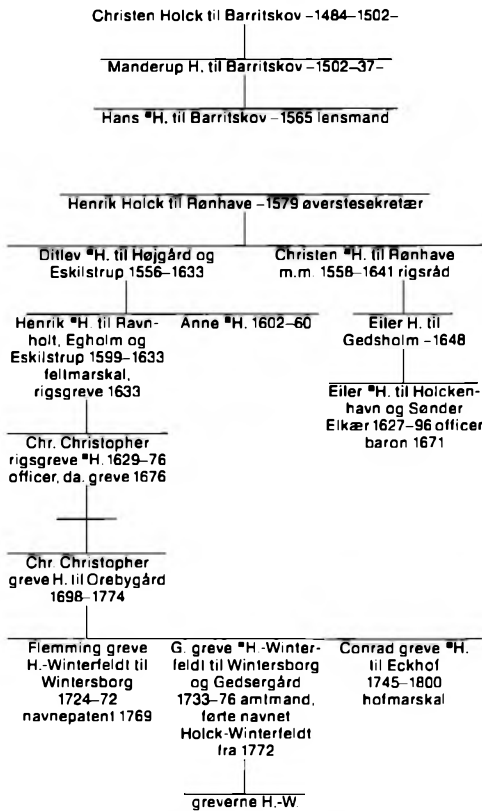 Christen Holck til Barritskov –1484–1502–
Manderup H. til Barritskov –1502–37–
Hans *H. til Barritskov –1565 lensmand
Henrik Holck til Rønhave –1579 øverstesekretær
Ditlev *H. til Højgård og
Eskilstrup 1556–1633
Christen *H. til Rønhave
m.m. 1558–1641 rigsråd
Henrik *H. til Ravn-
holt, Egholm og
Eskilstrup 1599–1633
feltmarskal,
rigsgreve 1633
Anne *H. 1602–60
Eiler H. til
Gedsholm –1648
Eiler *H. til Holcken-
havn og Sønder
Elkær 1627–96 officer
baron 1671
Chr. Christopher
rigsgreve *H. 1629–76
officer, da. greve 1676
Chr. Christopher
greve H. til Orebygård
1698–1774
Flemming greve
H.-Winterfeldt til
Wintersborg
1724–72
navnepatent 1769
G. greve *H.-Winter-
feldt til Wintersborg
og Gedsergård
1733–76 amtmand,
førte navnet
Holck-Winterfeldt
fra 1772
Conrad greve *H.
til Eckhof
1745–1800
hofmarskal
greverne H.-W.